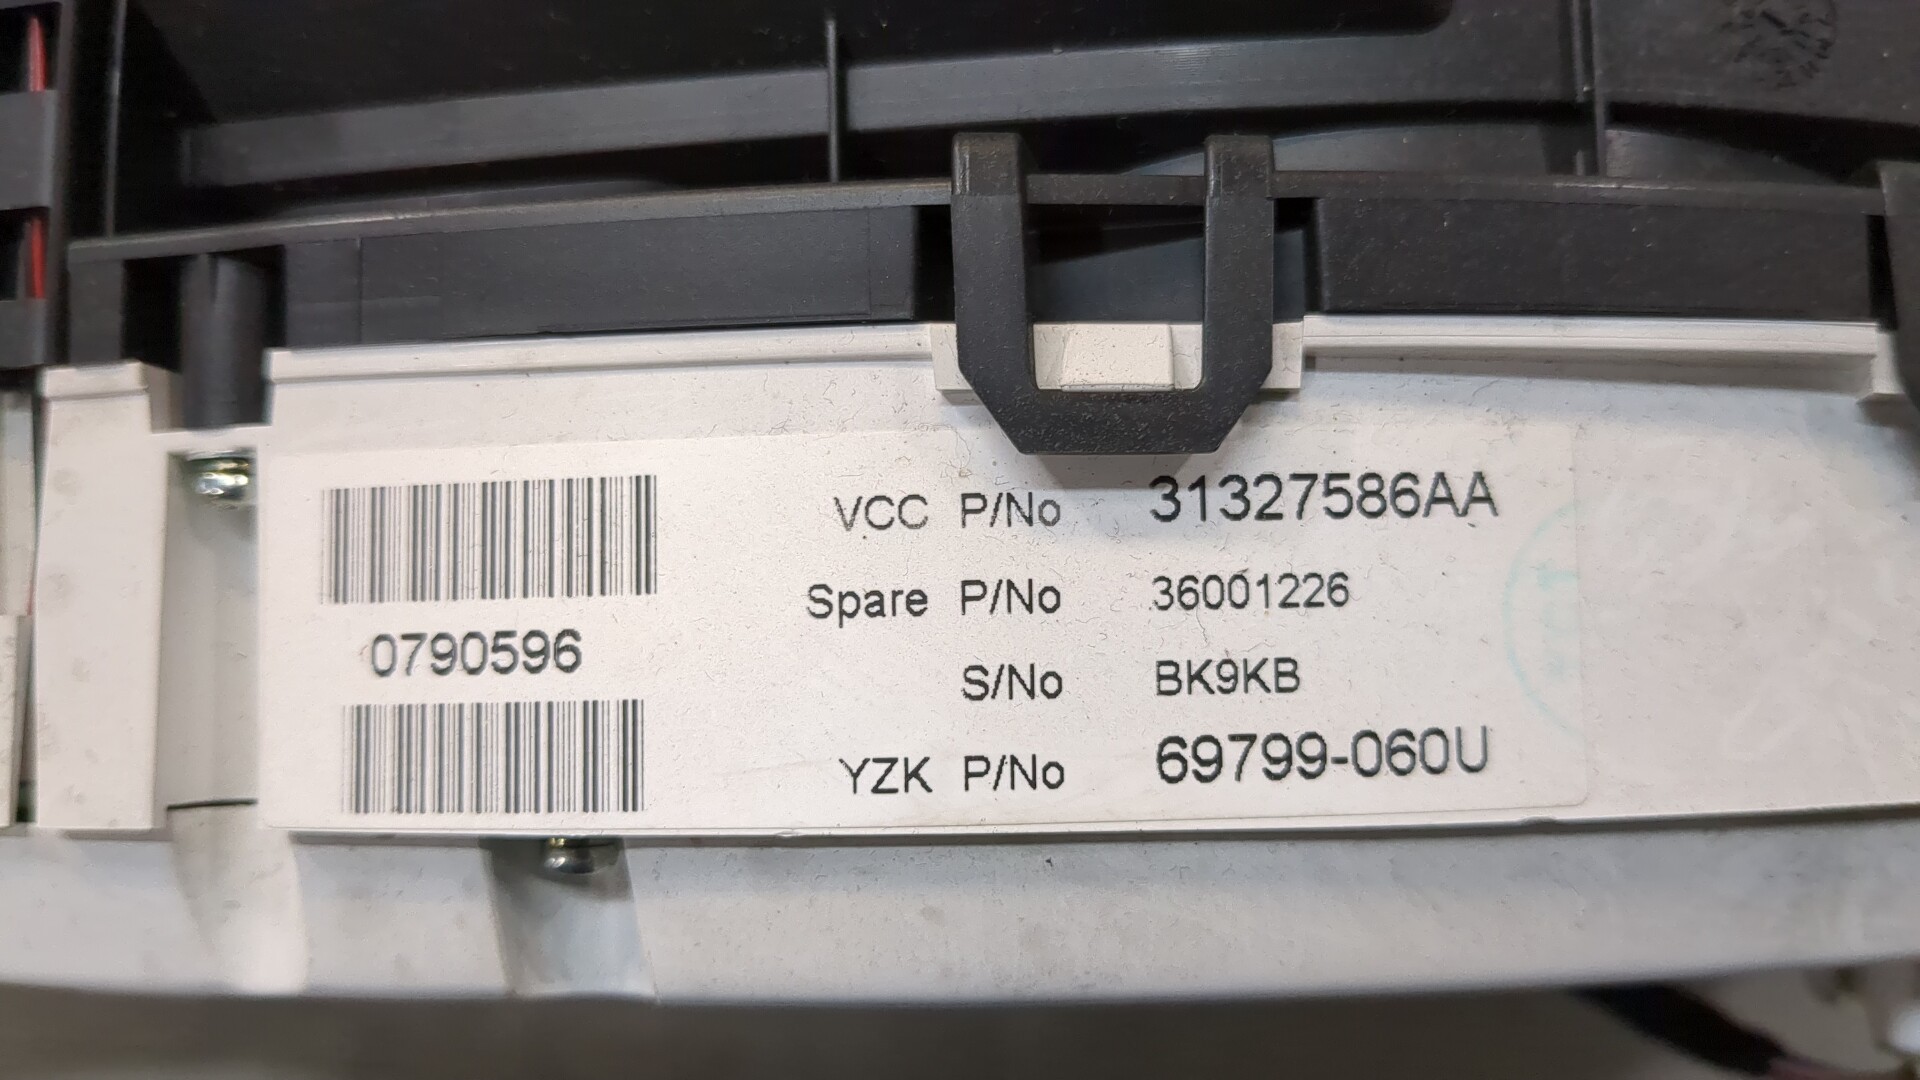 VCC P/No 31327586AA
Spare P/No 36001226
0790596
S/No BK9KB
YZK P/No 69799-060U